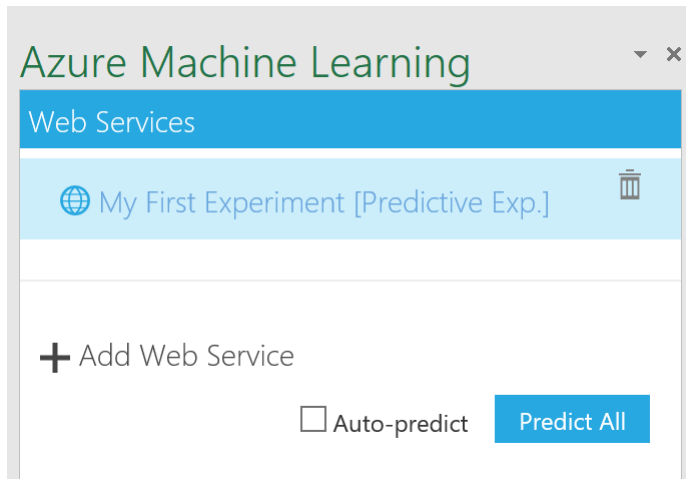 Azure Machine Learning
Web Services
My First Experiment [Predictive Exp.]
Add Web Service
Auto-predict
Predict All